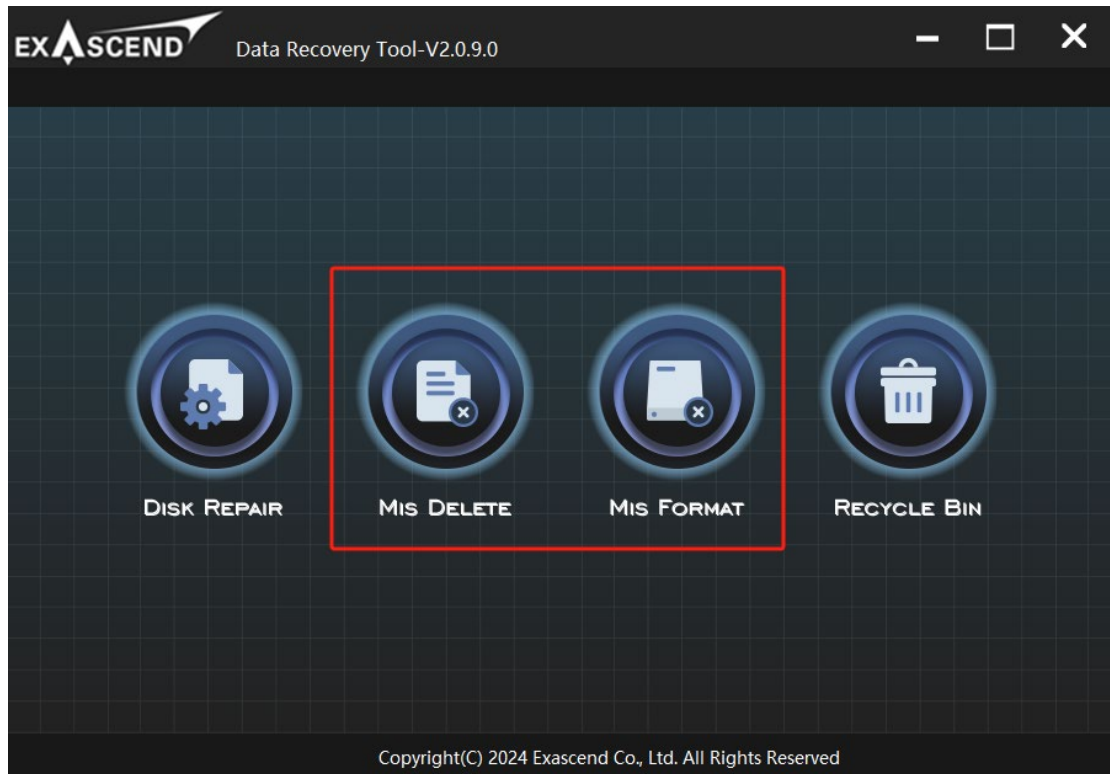 EXASCEND
Data Recovery Tool-V2.0.9.0
DISK REPAIR
MIS DELETE
MIS FORMAT
RECYCLE BIN
Copyright(C) 2024 Exascend Co., Ltd. All Rights Reserved